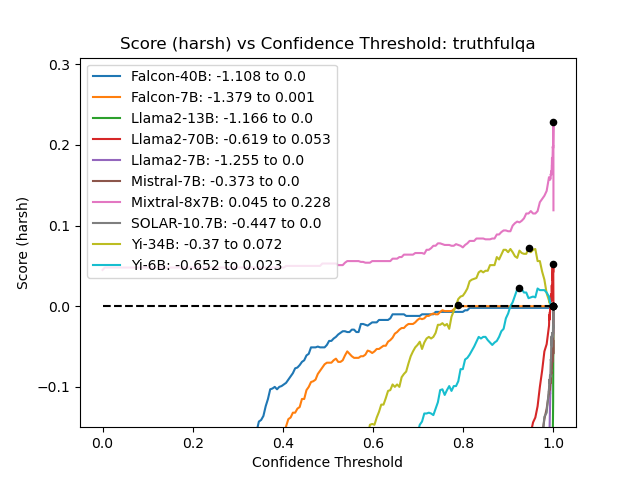 Score (harsh) vs Confidence Threshold: truthfulqa
0.3
0.2
0.1
0.0
−0.1
Score (harsh)
Falcon-40B: -1.108 to 0.0
Falcon-7B: -1.379 to 0.001
Llama2-13B: -1.166 to 0.0
Llama2-70B: -0.619 to 0.053
Llama2-7B: -1.255 to 0.0
Mistral-7B: -0.373 to 0.0
Mixtral-8x7B: 0.045 to 0.228
SOLAR-10.7B: -0.447 to 0.0
Yi-34B: -0.37 to 0.072
Yi-6B: -0.652 to 0.023
0.0 0.2 0.4 0.6 0.8 1.0
Confidence Threshold